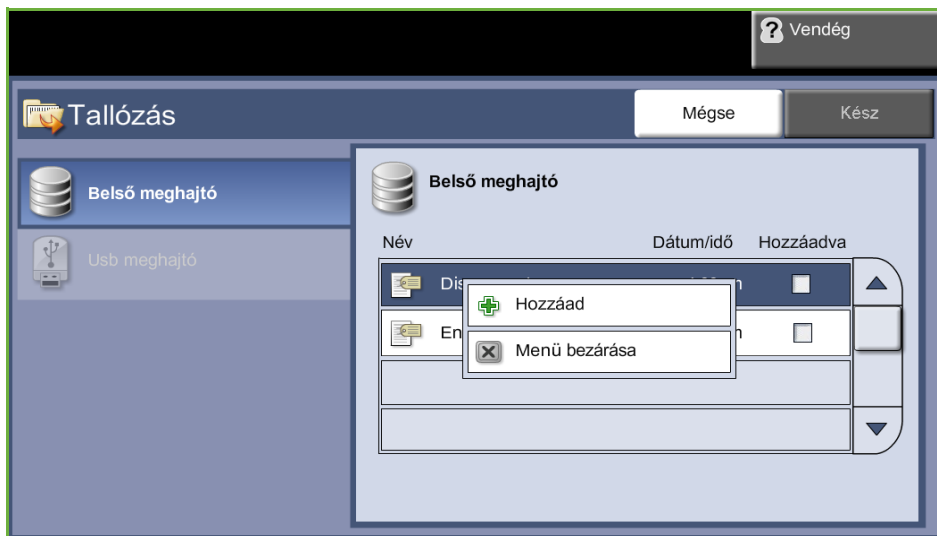 Vendég
Tallózás
Mégse
Kész
Belső meghajtó
Usb meghajtó
Belső meghajtó
Név Dátum/idő Hozzáadva
Hozzáad
Menü bezárása